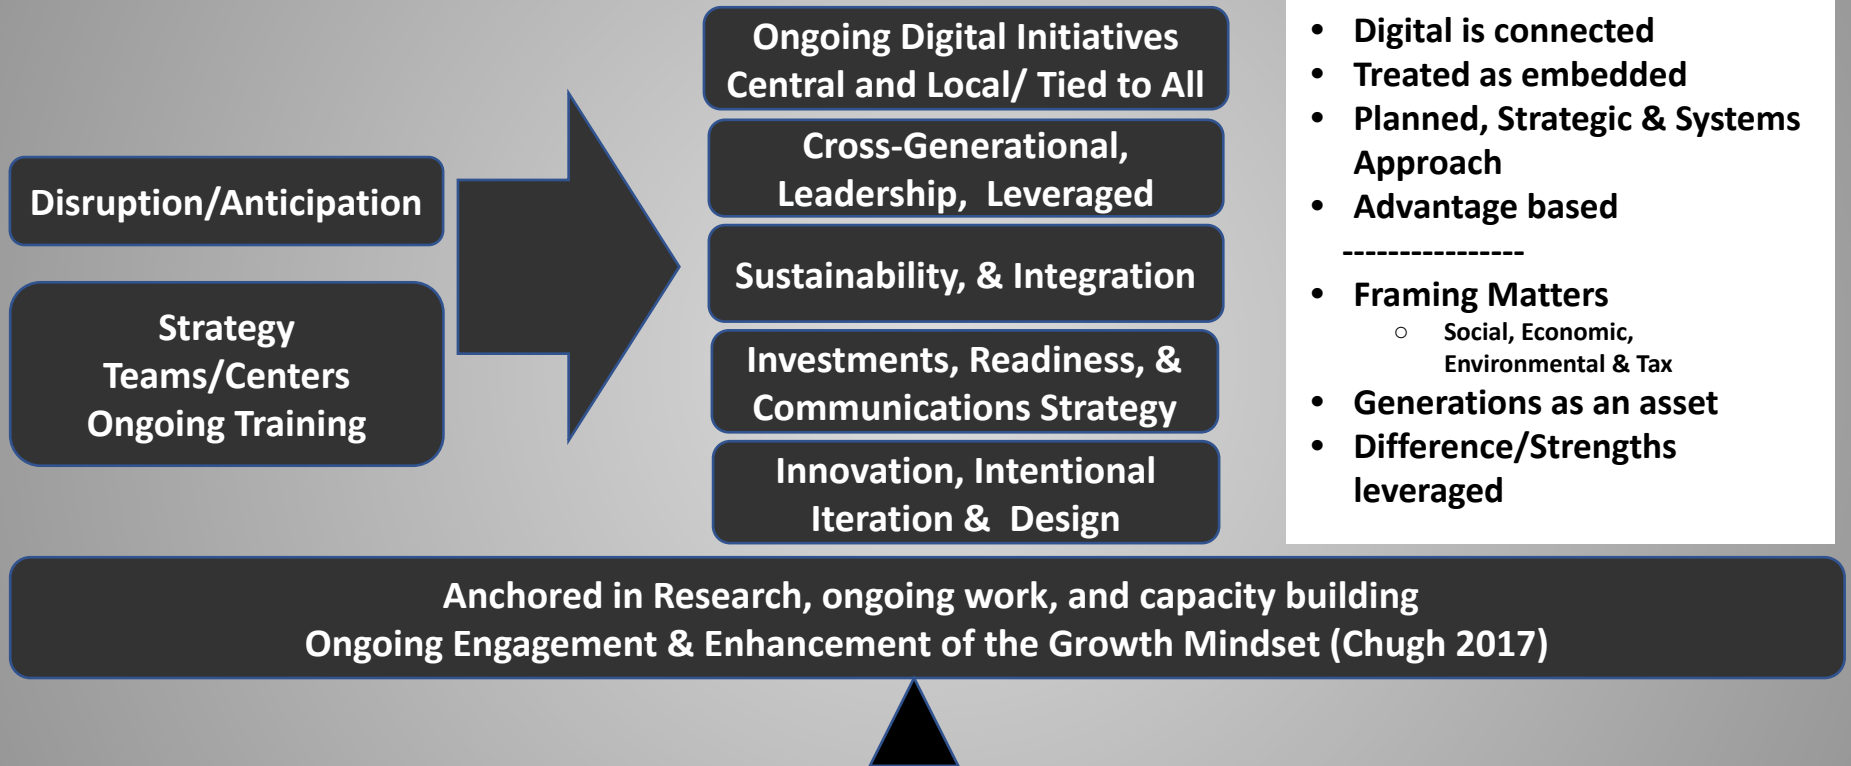 Disruption/Anticipation
Strategy
Teams/Centers
Ongoing Training
Ongoing Digital Initiatives
Central and Local/ Tied to All
Cross-Generational,
Leadership,  Leveraged
Sustainability, & Integration
Investments, Readiness, &
Communications Strategy
Innovation, Intentional
Iteration &  Design
• Digital is connected
• Treated as embedded
• Planned, Strategic & Systems
Approach
• Advantage based
----------------
• Framing Matters
○ Social, Economic,
Environmental & Tax
• Generations as an asset
• Difference/Strengths
leveraged
Anchored in Research, ongoing work, and capacity building
Ongoing Engagement & Enhancement of the Growth Mindset (Chugh 2017)